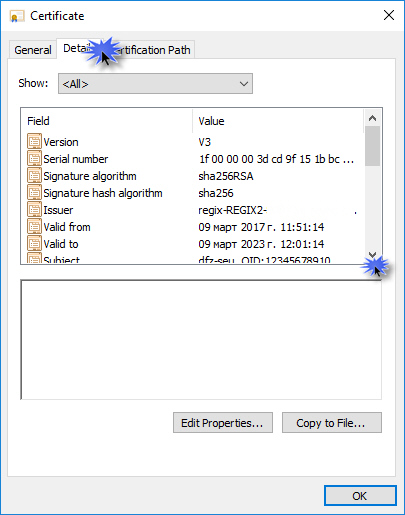 Certificate
General Details Certification Path
Show: <All>
Field Value
Version V3
Serial number 1f 00 00 00 3d cd 9f 15 1b bc ...
Signature algorithm sha256RSA
Signature hash algorithm sha256
Issuer regix-REGIX2- .
Valid from 09 март 2017 г. 11:51:14
Valid to 09 март 2023 г. 12:01:14
Subject dfz-seu, OID:12345678910
Edit Properties... Copy to File...
OK